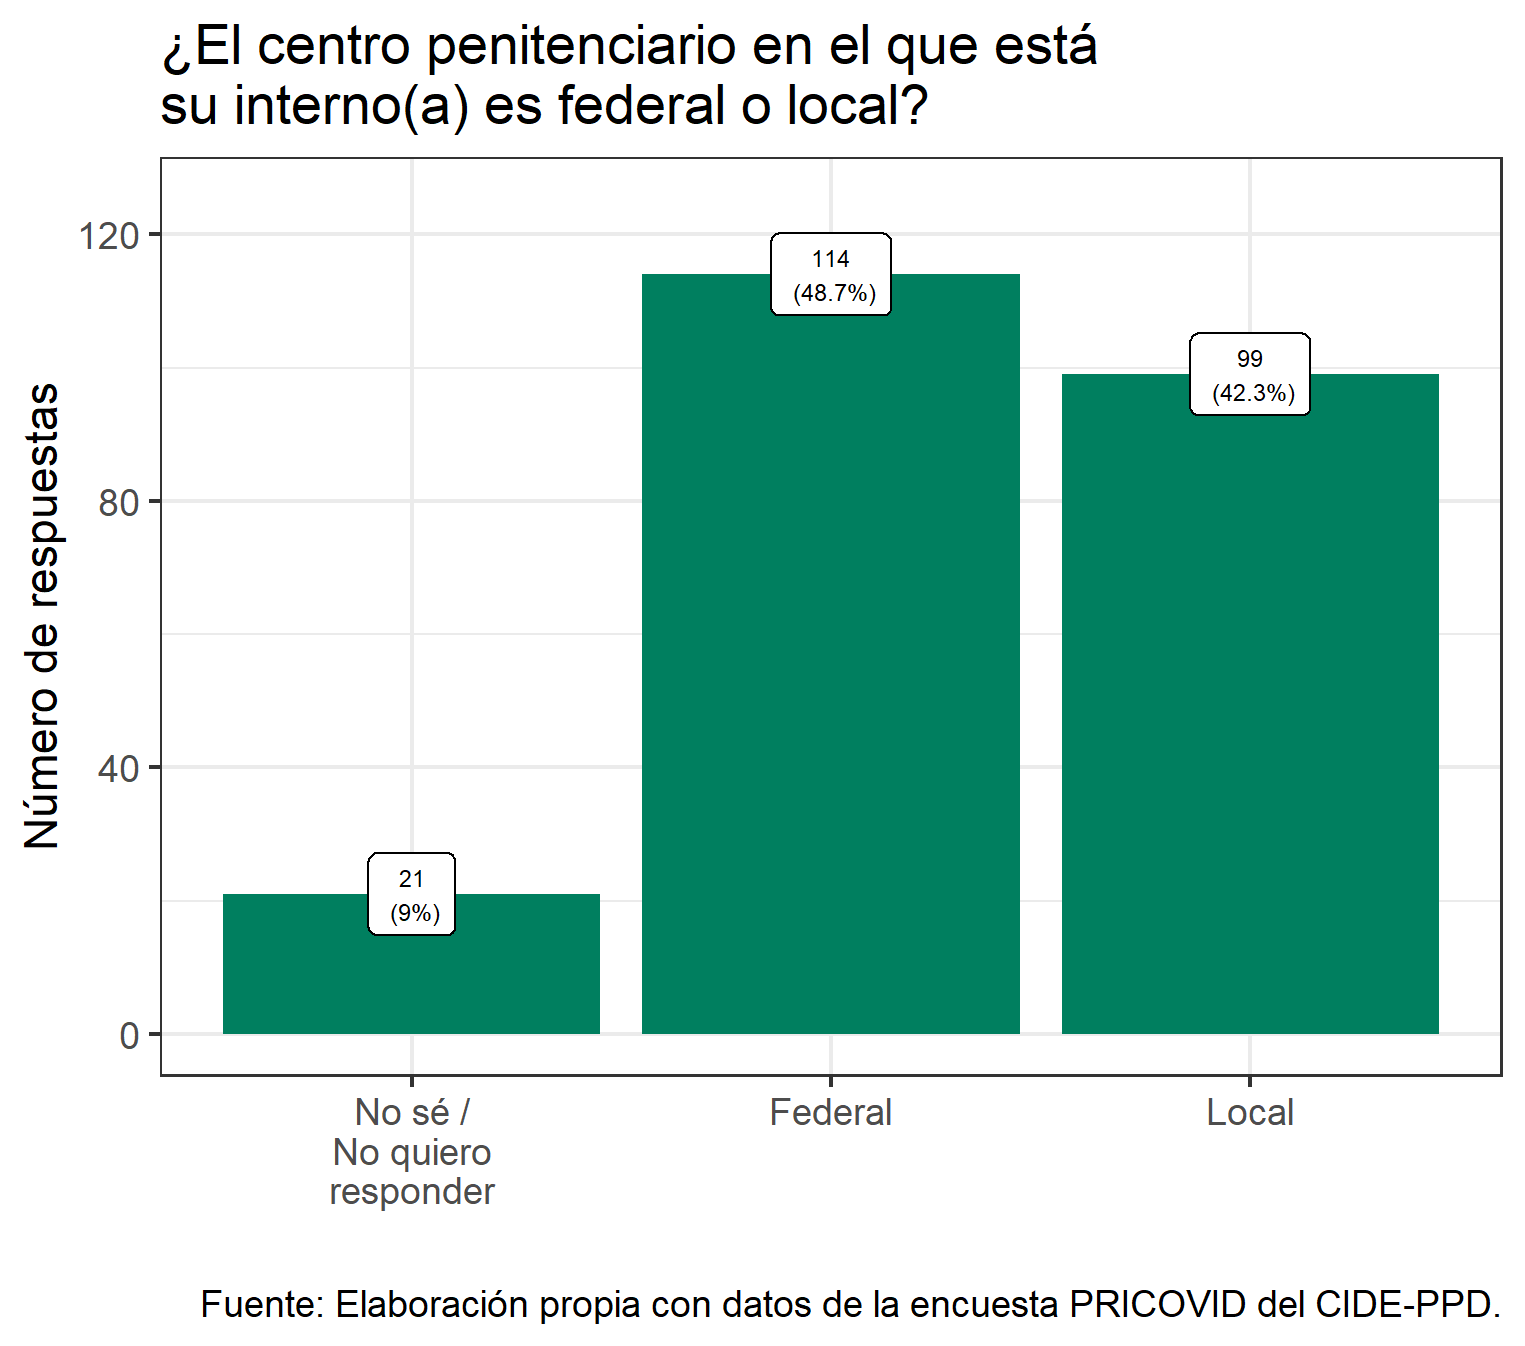 ¿El centro penitenciario en el que está
su interno(a) es federal o local?
Número de respuestas
120
80
40
0
114
(48.7%)
99
(42.3%)
21
(9%)
No sé /
No quiero
responder
Federal
Local
Fuente: Elaboración propia con datos de la encuesta PRICOVID del CIDE-PPD.